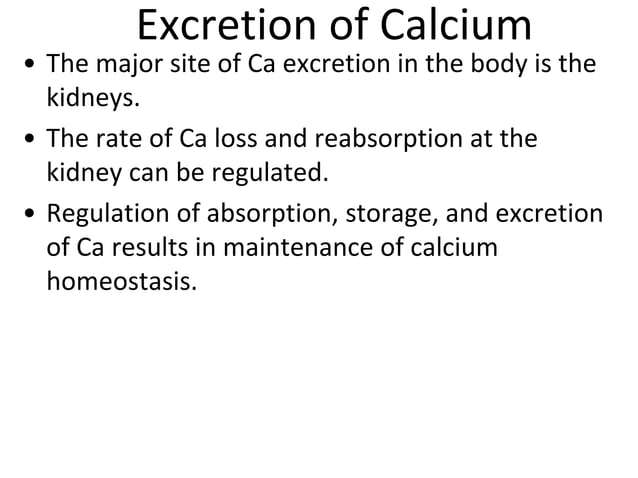 Excretion of Calcium
• The major site of Ca excretion in the body is the
kidneys.
• The rate of Ca loss and reabsorption at the
kidney can be regulated.
• Regulation of absorption, storage, and excretion
of Ca results in maintenance of calcium
homeostasis.